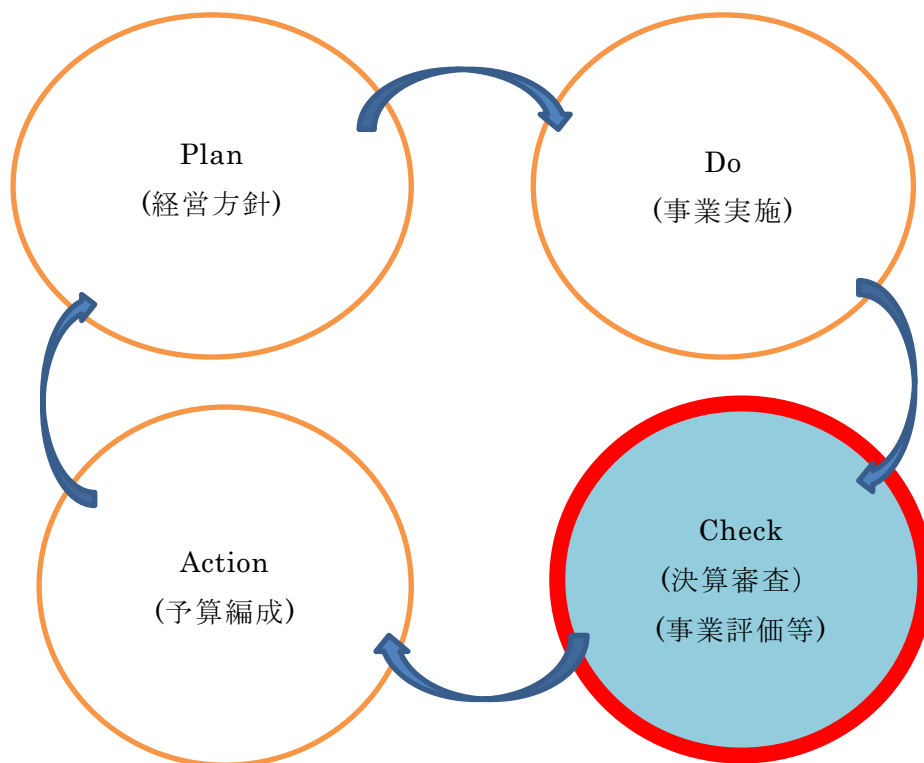 Plan
(経営方針)
Do
(事業実施)
Check
(決算審査）
(事業評価等)
Action
(予算編成)